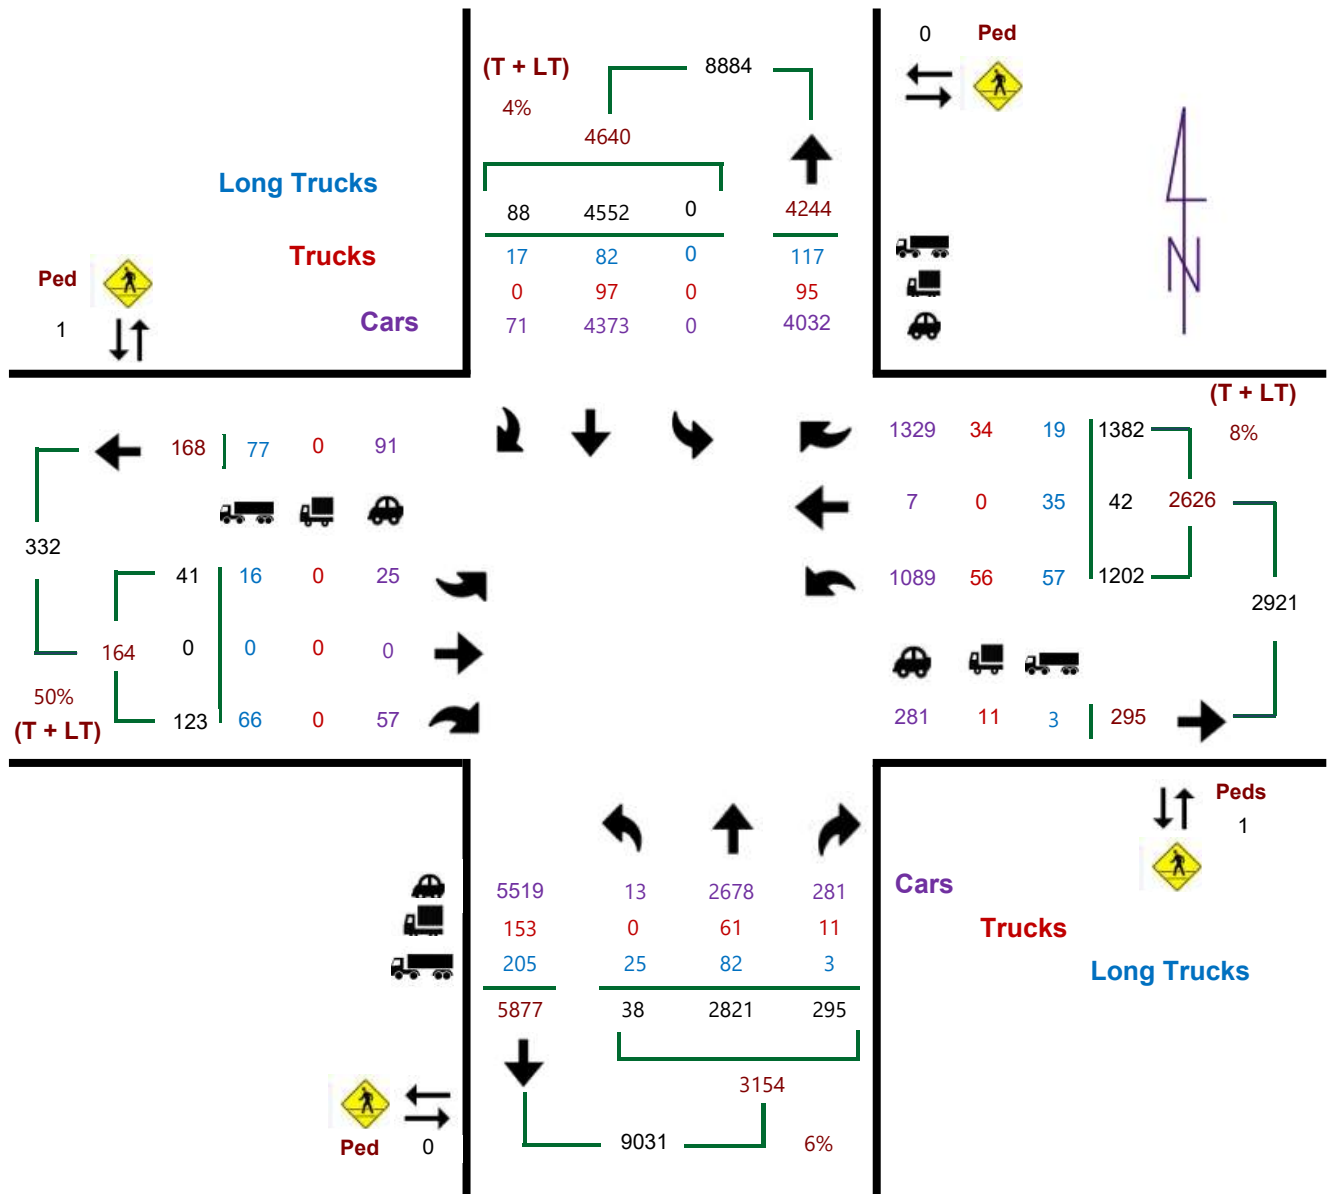 0 Ped
(T + LT) 8884
4%
4640
Long Trucks
88 4552 0 4244
Trucks 17 82 0 117
Ped 0 97 0 95
1 Cars 71 4373 0 4032
N
(T + LT)
168 77 0 91 1329 34 19 1382 8%
7 0 35 42 2626
332
41 16 0 25 1089 56 57 1202
2921
164 0 0 0 0
50%
123 66 0 57 281 11 3 295
(T + LT)
Peds
1
5519 13 2678 281 Cars
153 0 61 11 Trucks
205 25 82 3 Long Trucks
5877 38 2821 295
3154
Ped 0 9031 6%